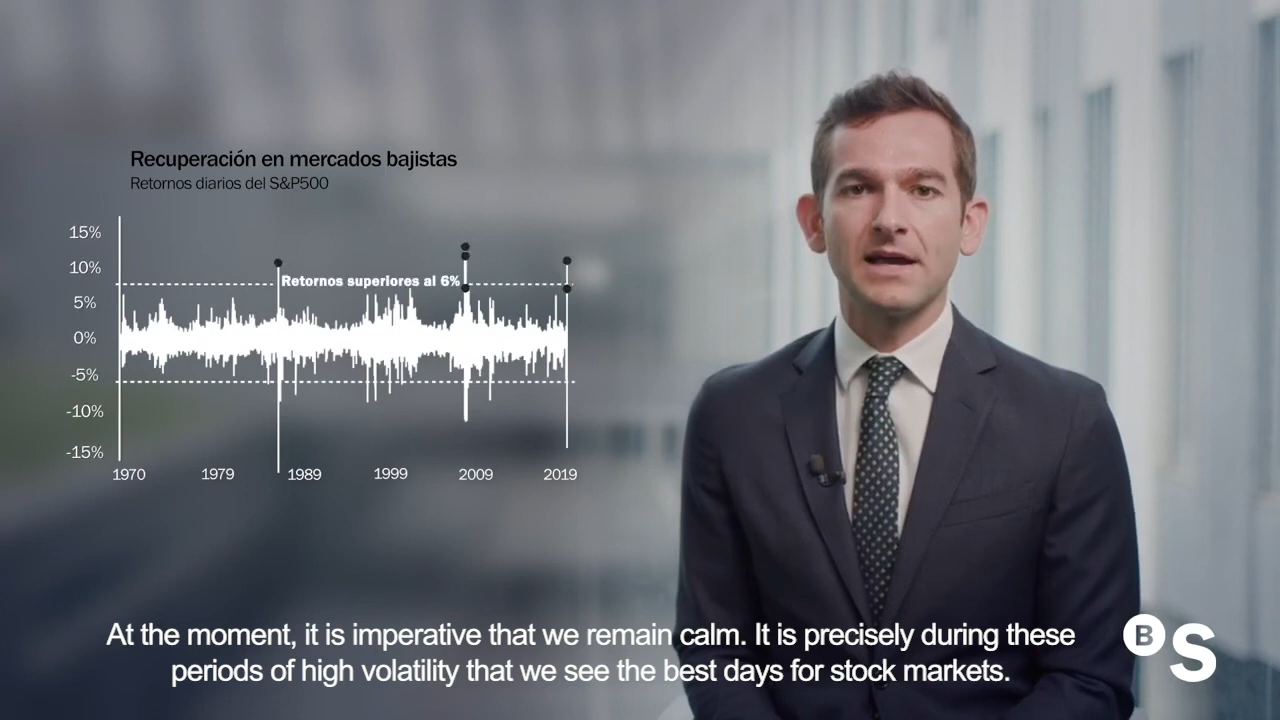 Recuperación en mercados bajistas
Retornos diarios del S&P500
15%
10%
Retornos superiores al 6%
5%
0%
-5%
-10%
-15%
1970 1979 1989 1999 2009 2019
At the moment, it is imperative that we remain calm. It is precisely during these
periods of high volatility that we see the best days for stock markets.
B S